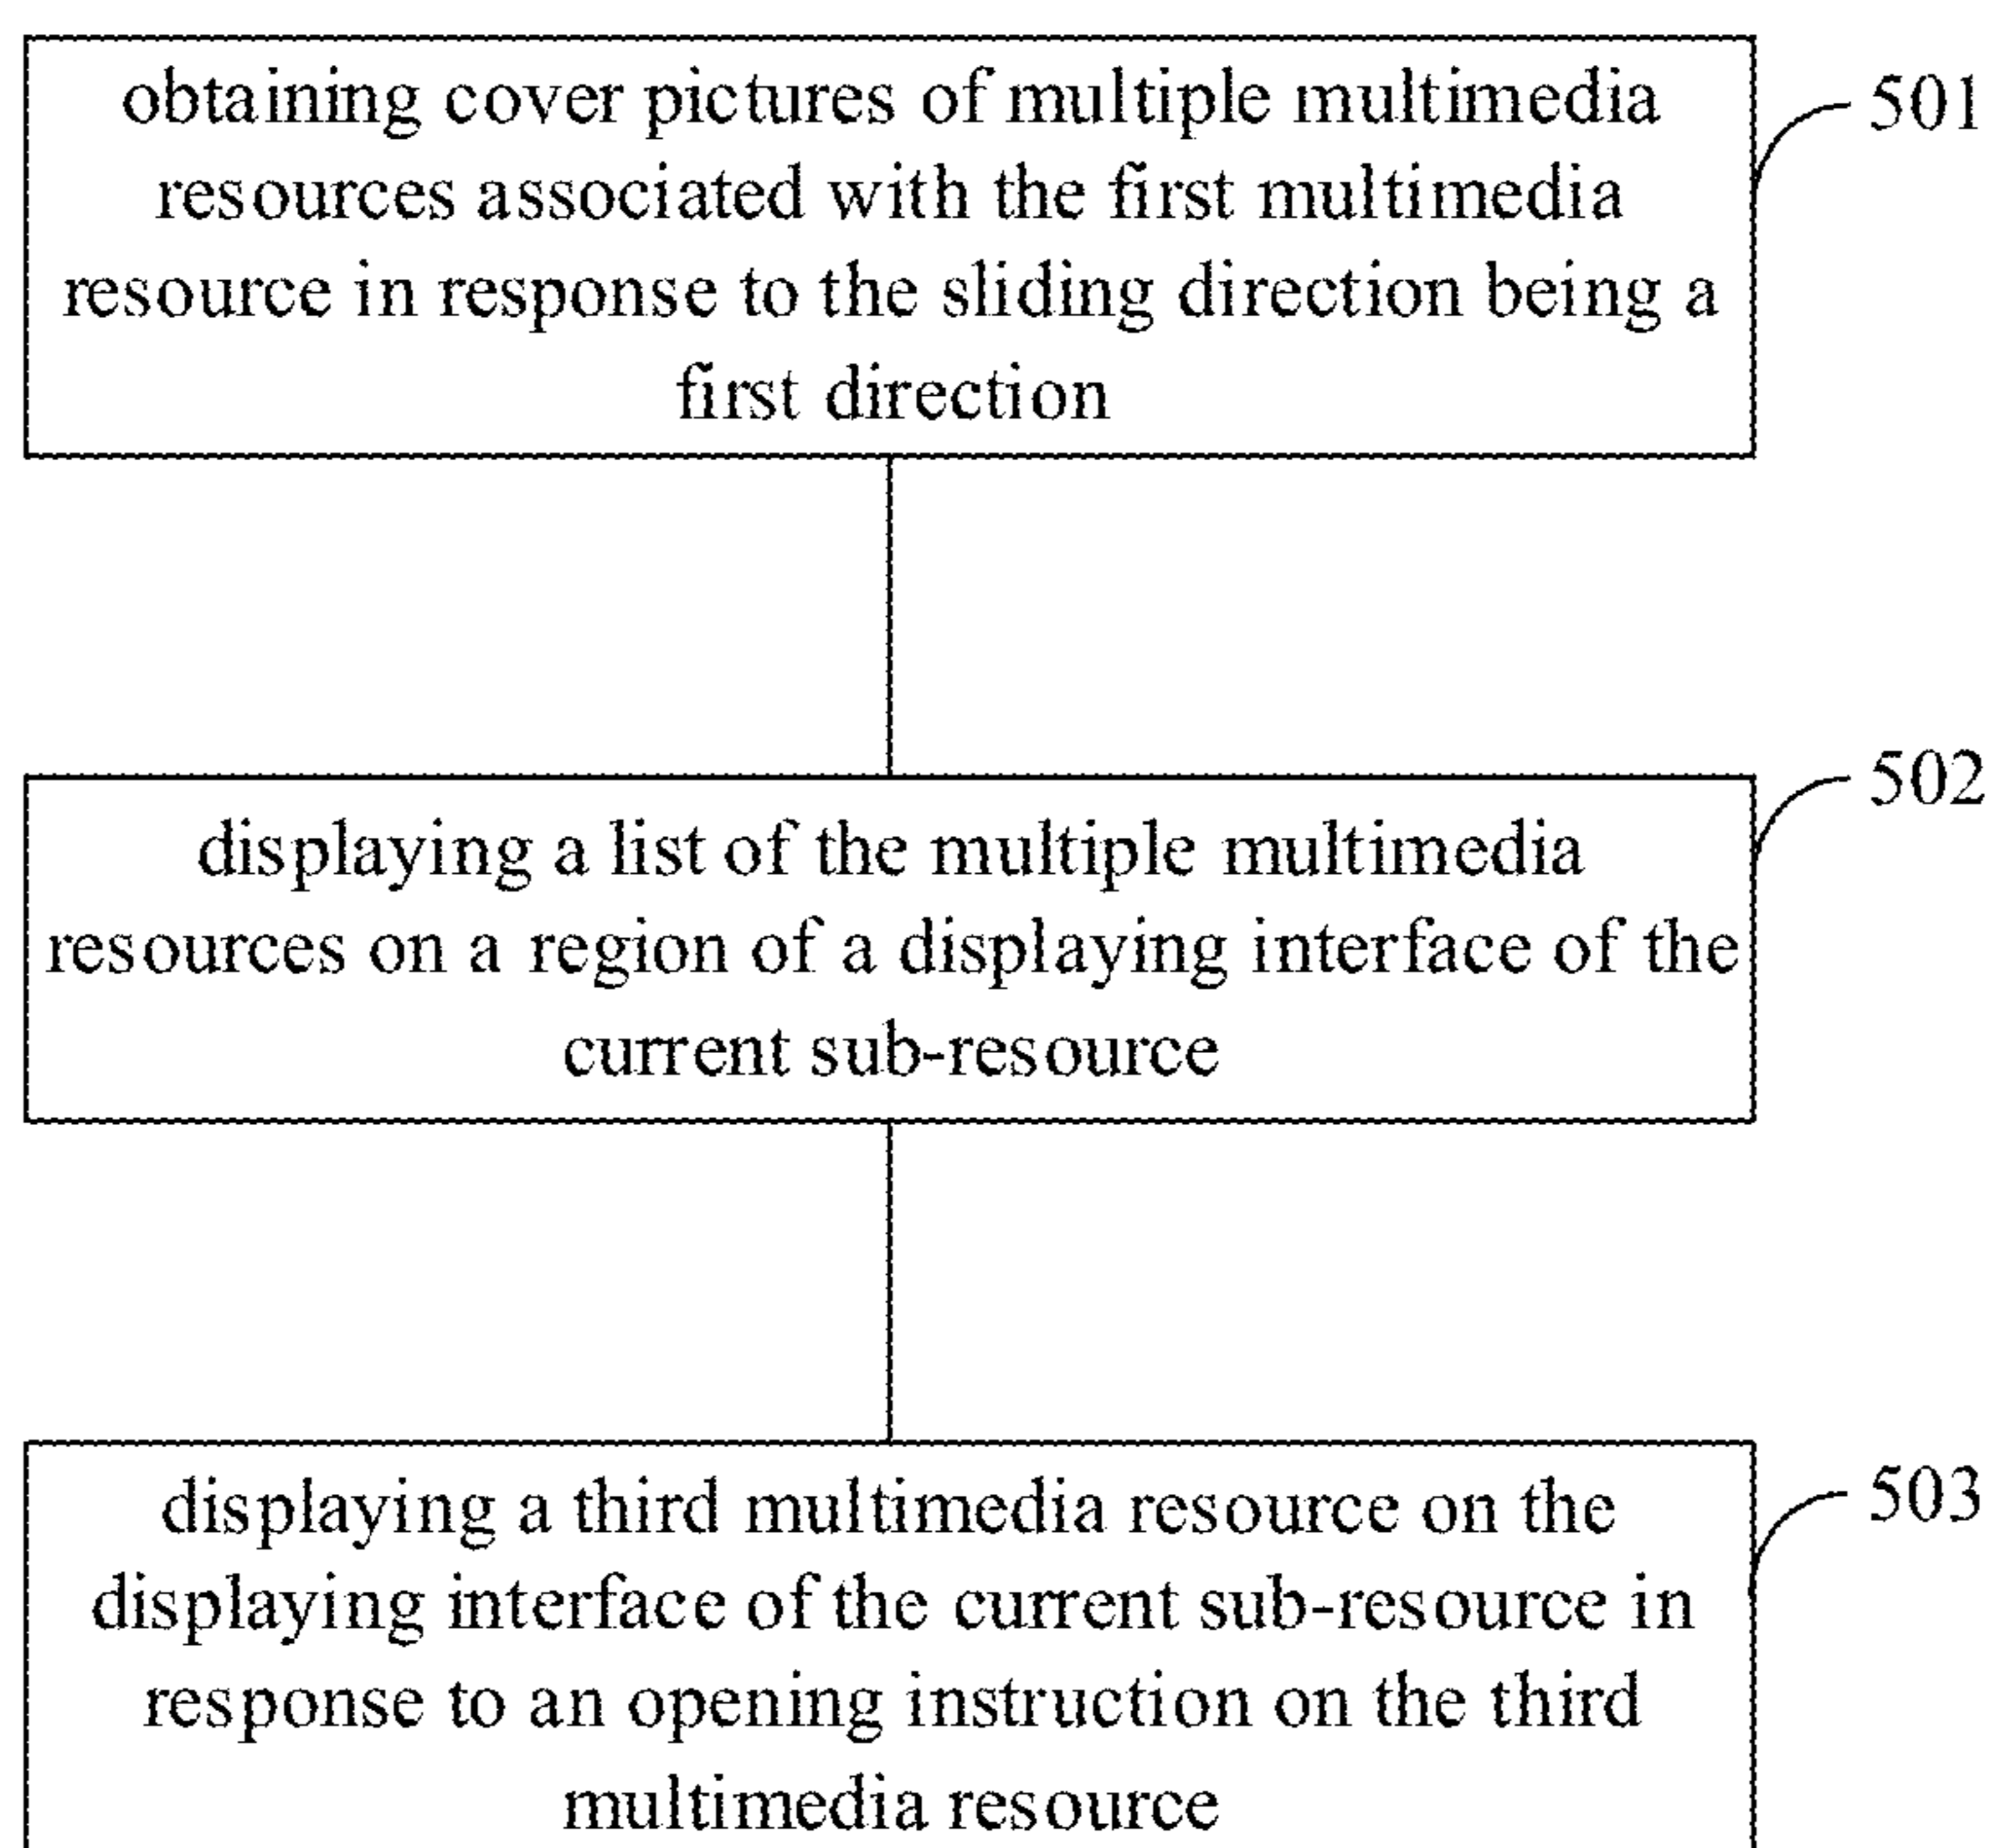 obtaining cover pictures of multiple multimedia
resources associated with the first multimedia
resource in response to the sliding direction being a
first direction
501
displaying a list of the multiple multimedia
resources on a region of a displaying interface of the
current sub-resource
502
displaying a third multimedia resource on the
displaying interface of the current sub-resource in
response to an opening instruction on the third
multimedia resource
503